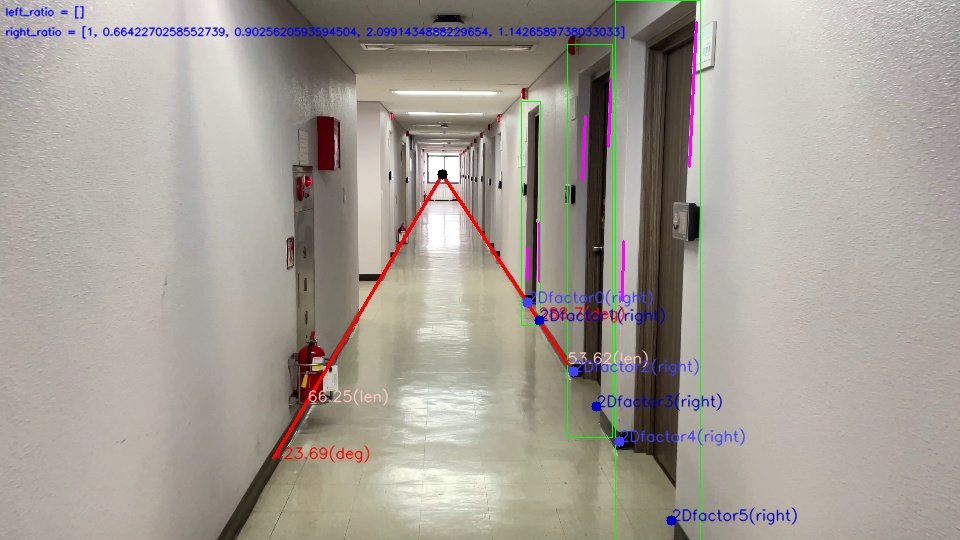 left_ratio = []
right_ratio = [1, 0.6642270258552739, 0.9025620593594504, 2.0991434888229654, 1.1426589738033033]
2Dfactor0(right)
2Dfactor1(right)
53.62(len)
2Dfactor2(right)
66.25(len)
2Dfactor3(right)
2Dfactor4(right)
23.69(deg)
2Dfactor5(right)